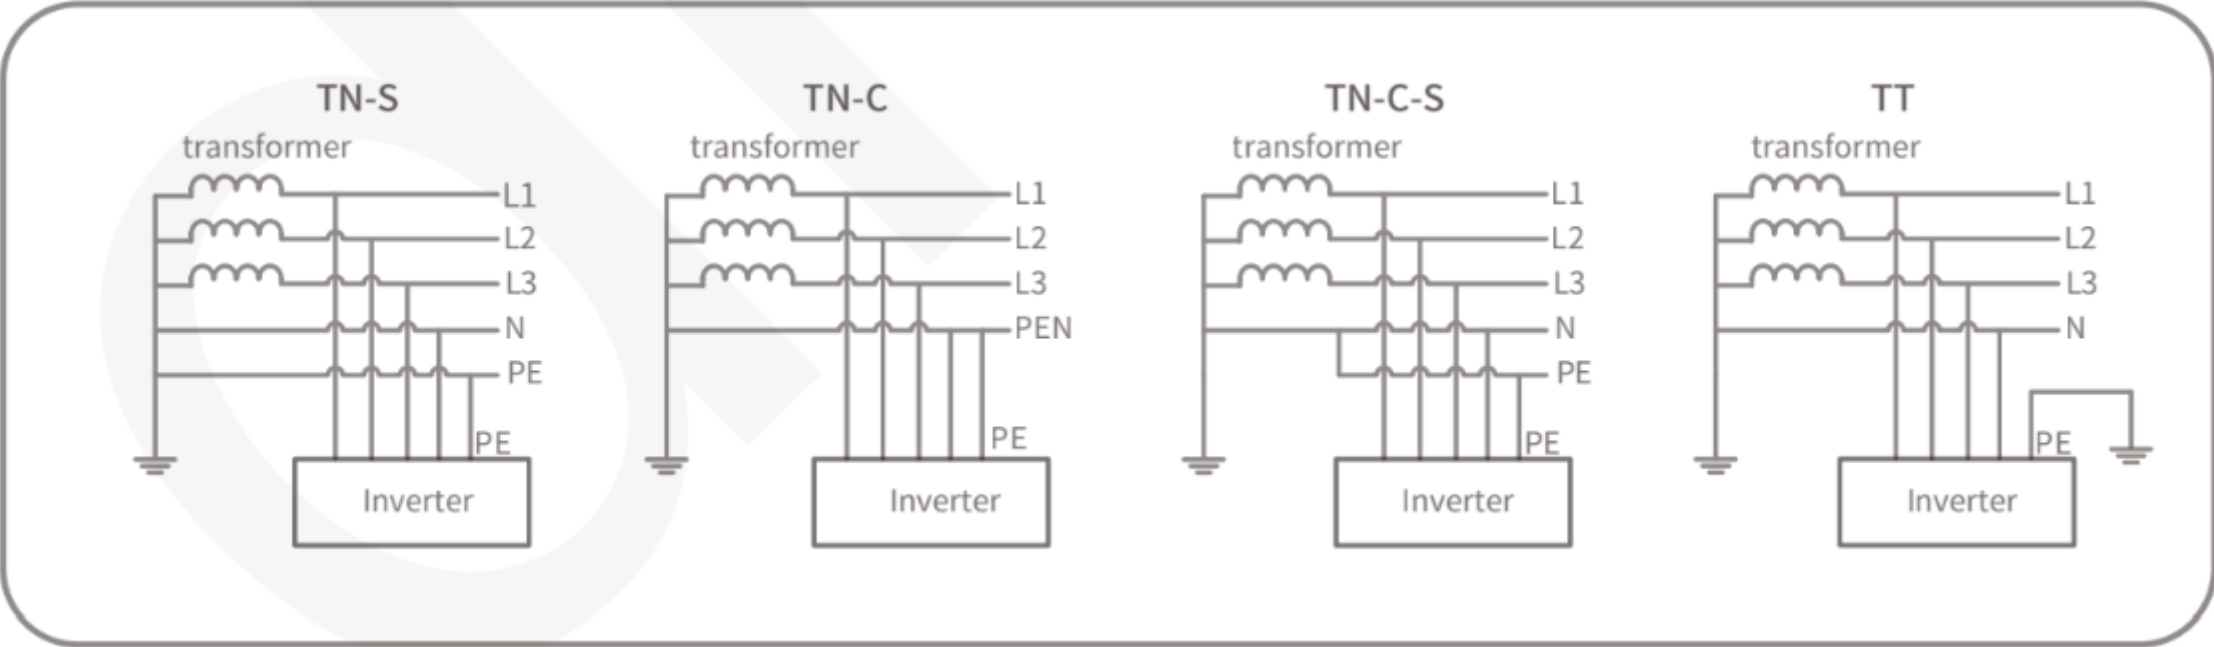 TN-S
transformer
L1
L2
L3
N
PE
PE
Inverter
TN-C
transformer
L1
L2
L3
PEN
PE
Inverter
TN-C-S
transformer
L1
L2
L3
N
PE
PE
Inverter
TT
transformer
L1
L2
L3
N
PE
Inverter